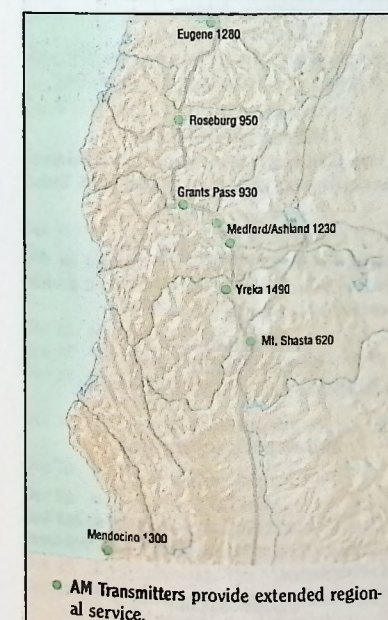 Eugene 1280
Roseburg 950
Grants Pass 930
Medford/Ashland 1230
Yreka 1490
Mt. Shasta 620
Mendocino 1300
AM Transmitters provide extended region-
al service.